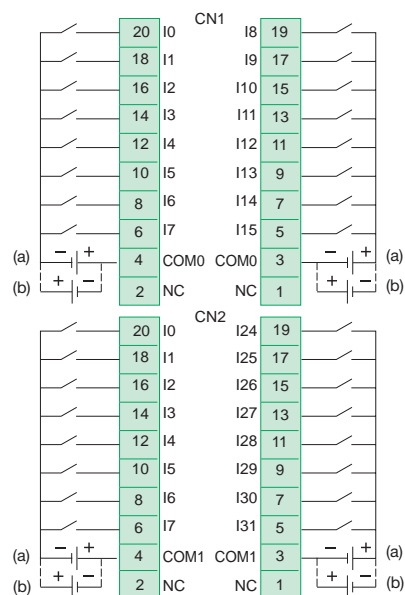 CN1
20 I0 I8 19
18 I1 I9 17
16 I2 I10 15
14 I3 I11 13
12 I4 I12 11
10 I5 I13 9
8 I6 I14 7
6 I7 I15 5
(a) − + 4 COM0 COM0 3 − + (a)
(b) + − 2 NC NC 1 + − (b)
CN2
20 I0 I24 19
18 I1 I25 17
16 I2 I26 15
14 I3 I27 13
12 I4 I28 11
10 I5 I29 9
8 I6 I30 7
6 I7 I31 5
(a) − + 4 COM1 COM1 3 − + (a)
(b) + − 2 NC NC 1 + − (b)